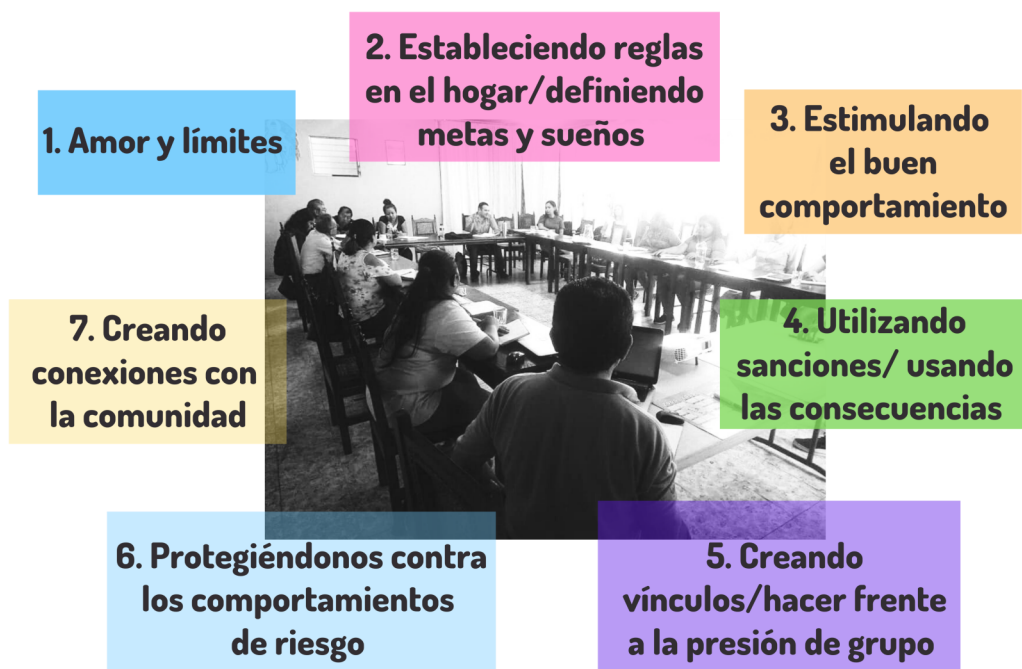 1. Amor y límites
2. Estableciendo reglas
en el hogar/definiendo
metas y sueños
3. Estimulando
el buen
comportamiento
4. Utilizando
sanciones/ usando
las consecuencias
5. Creando
vínculos/hacer frente
a la presión de grupo
6. Protegiéndonos contra
los comportamientos
de riesgo
7. Creando
conexiones con
la comunidad